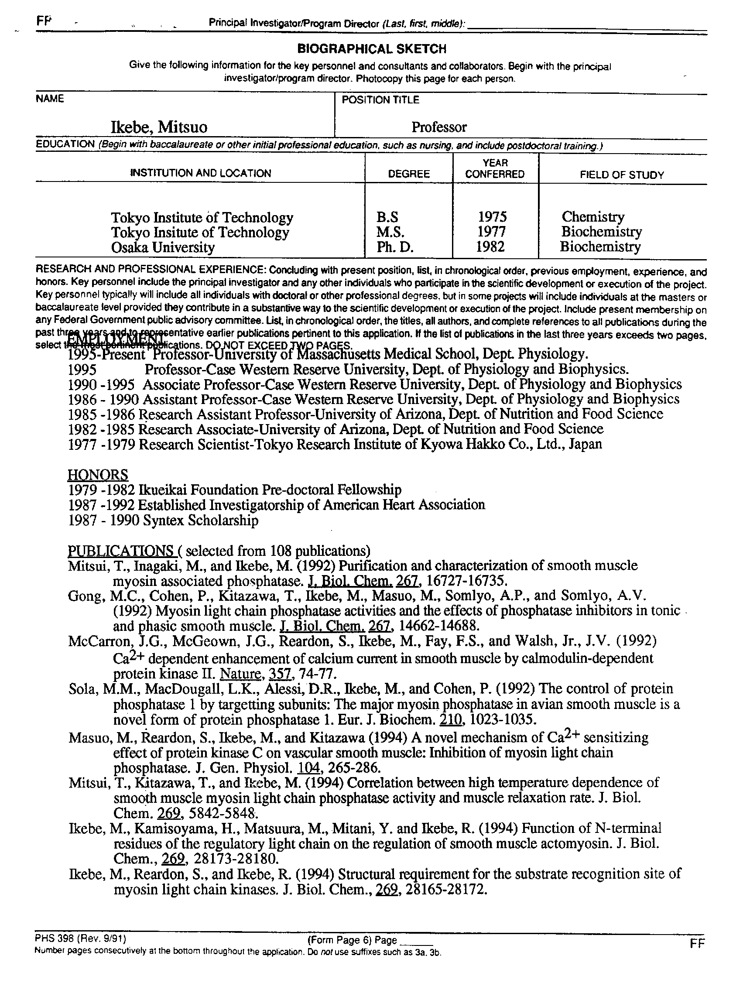 FF
Principal Investigator/Program Director (Last, first, middle):
BIOGRAPHICAL SKETCH
Give the following information for the key personnel and consultants and collaborators. Begin with the principal
investigator/program director. Photocopy this page for each person.
NAME
POSITION TITLE
Ikebe, Mitsuo
Professor
EDUCATION (Begin with baccalaureate or other initial professional education, such as nursing, and include postdoctoral training.)
INSTITUTION AND LOCATION DEGREE YEAR CONFERRED FIELD OF STUDY
Tokyo Institute of Technology B.S 1975 Chemistry
Tokyo Insitute of Technology M.S. 1977 Biochemistry
Osaka University Ph. D. 1982 Biochemistry
RESEARCH AND PROFESSIONAL EXPERIENCE: Concluding with present position, list, in chronological order, previous employment, experience, and
honors. Key personnel include the principal investigator and any other individuals who participate in the scientific development or execution of the project.
Key personnel typically will include all individuals with doctoral or other professional degrees, but in some projects will include individuals at the masters or
baccalaureate level provided they contribute in a substantive way to the scientific development or execution of the project. Include present membership on
any Federal Government public advisory committee. List, in chronological order, the titles, all authors, and complete references to all publications during the
past three years and to representative earlier publications pertinent to this application. If the list of publications in the last three years exceeds two pages,
select the most pertinent publications. DO NOT EXCEED TWO PAGES.
EMPLOYMENT
1995-Present Professor-University of Massachusetts Medical School, Dept. Physiology.
1995 Professor-Case Western Reserve University, Dept. of Physiology and Biophysics.
1990 -1995 Associate Professor-Case Western Reserve University, Dept. of Physiology and Biophysics
1986 - 1990 Assistant Professor-Case Western Reserve University, Dept. of Physiology and Biophysics
1985 -1986 Research Assistant Professor-University of Arizona, Dept. of Nutrition and Food Science
1982 -1985 Research Associate-University of Arizona, Dept. of Nutrition and Food Science
1977 -1979 Research Scientist-Tokyo Research Institute of Kyowa Hakko Co., Ltd., Japan
HONORS
1979 -1982 Ikueikai Foundation Pre-doctoral Fellowship
1987 -1992 Established Investigatorship of American Heart Association
1987 - 1990 Syntex Scholarship
PUBLICATIONS ( selected from 108 publications)
Mitsui, T., Inagaki, M., and Ikebe, M. (1992) Purification and characterization of smooth muscle
myosin associated phosphatase. J. Biol. Chem. 267, 16727-16735.
Gong, M.C., Cohen, P., Kitazawa, T., Ikebe, M., Masuo, M., Somlyo, A.P., and Somlyo, A.V.
(1992) Myosin light chain phosphatase activities and the effects of phosphatase inhibitors in tonic
and phasic smooth muscle. J. Biol. Chem. 267, 14662-14688.
McCarron, J.G., McGeown, J.G., Reardon, S., Ikebe, M., Fay, F.S., and Walsh, Jr., J.V. (1992)
Ca2+ dependent enhancement of calcium current in smooth muscle by calmodulin-dependent
protein kinase II. Nature, 357, 74-77.
Sola, M.M., MacDougall, L.K., Alessi, D.R., Ikebe, M., and Cohen, P. (1992) The control of protein
phosphatase 1 by targetting subunits: The major myosin phosphatase in avian smooth muscle is a
novel form of protein phosphatase 1. Eur. J. Biochem. 210, 1023-1035.
Masuo, M., Reardon, S., Ikebe, M., and Kitazawa (1994) A novel mechanism of Ca2+ sensitizing
effect of protein kinase C on vascular smooth muscle: Inhibition of myosin light chain
phosphatase. J. Gen. Physiol. 104, 265-286.
Mitsui, T., Kitazawa, T., and Ikebe, M. (1994) Correlation between high temperature dependence of
smooth muscle myosin light chain phosphatase activity and muscle relaxation rate. J. Biol.
Chem. 269, 5842-5848.
Ikebe, M., Kamisoyama, H., Matsuura, M., Mitani, Y. and Ikebe, R. (1994) Function of N-terminal
residues of the regulatory light chain on the regulation of smooth muscle actomyosin. J. Biol.
Chem., 269, 28173-28180.
Ikebe, M., Reardon, S., and Ikebe, R. (1994) Structural requirement for the substrate recognition site of
myosin light chain kinases. J. Biol. Chem., 269, 28165-28172.
PHS 398 (Rev. 9/91) (Form Page 6) Page FF
Number pages consecutively at the bottom throughout the application. Do not use suffixes such as 3a, 3b.